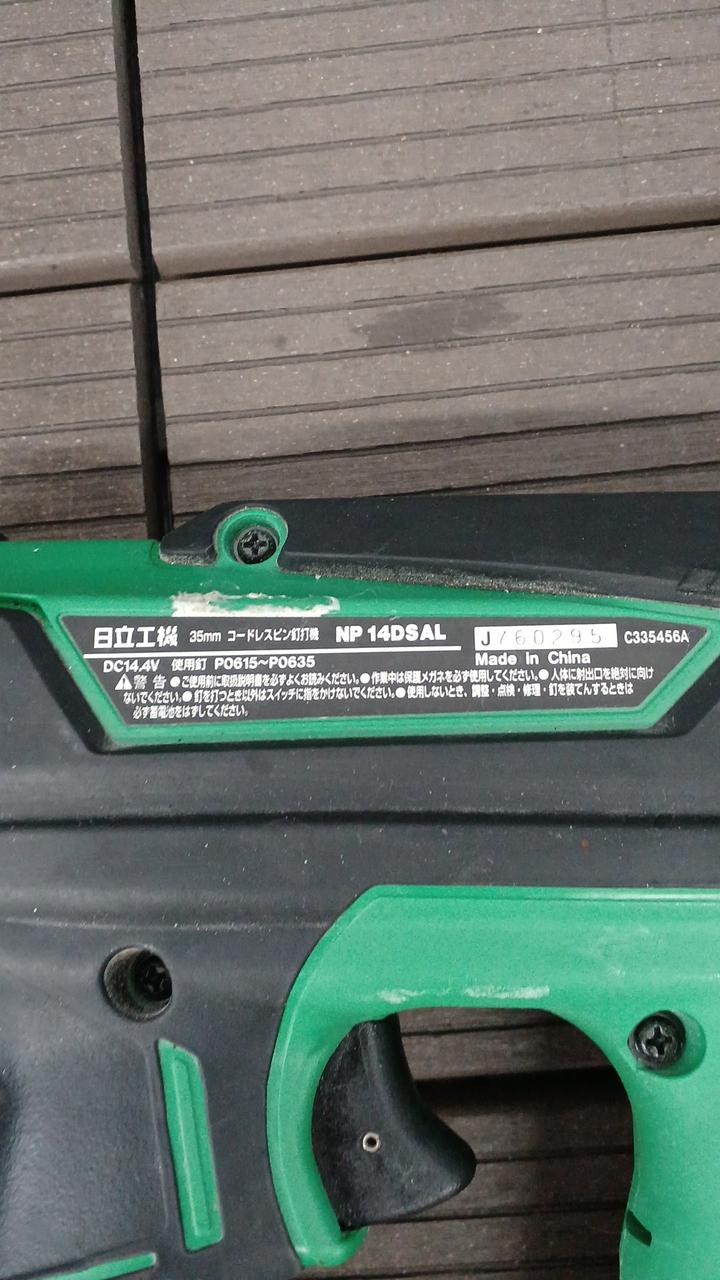 日立工機 35mm コードレスピン釘打機 NP 14DSAL J760295 C335456A
DC14.4V 使用釘 P0615~P0635 Made in China
⚠警告 ●ご使用前に取扱説明書を必ずよくお読みください。●作業中は保護メガネを必ず使用してください。●人体に射出口を絶対に向け
ないでください。●釘を打つとき以外はスイッチに指をかけないでください。●使用しないとき、調整・点検・修理・釘を装てんするときは
必ず蓄電池をはずしてください。